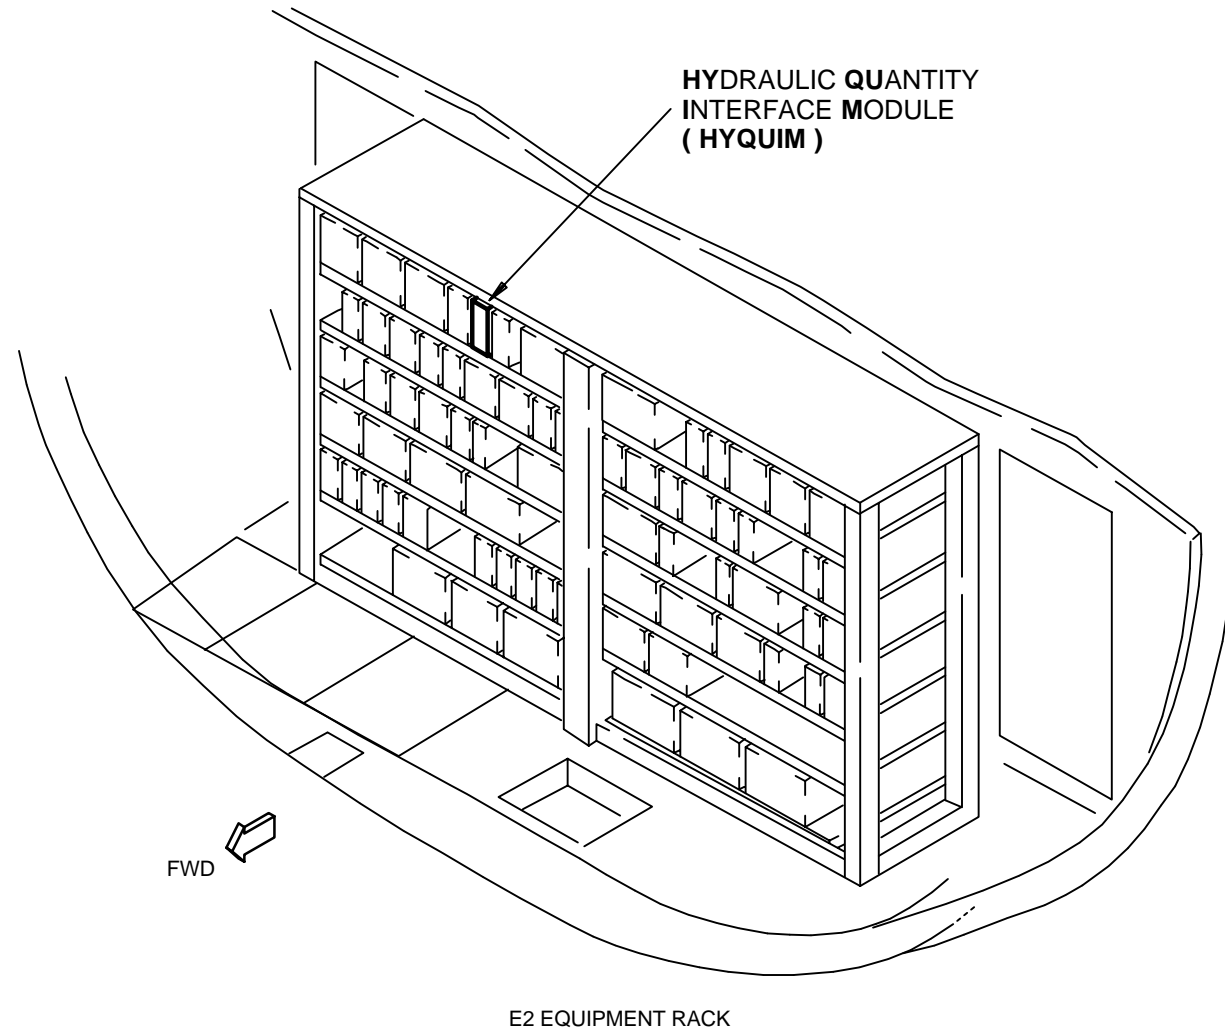 HYDRAULIC QUANTITY
INTERFACE MODULE
( HYQUIM )
FWD
E2 EQUIPMENT RACK